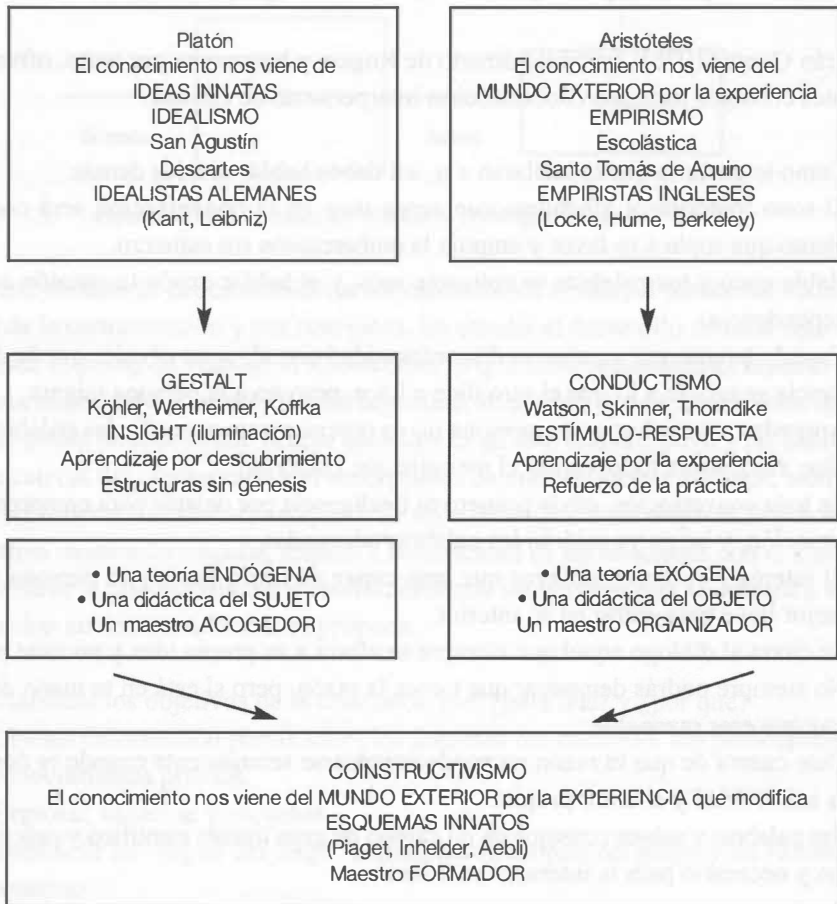 Platón
El conocimiento nos viene de
IDEAS INNATAS
IDEALISMO
San Agustín
Descartes
IDEALISTAS ALEMANES
(Kant, Leibniz)
Aristóteles
El conocimiento nos viene del
MUNDO EXTERIOR por la experiencia
EMPIRISMO
Escolástica
Santo Tomás de Aquino
EMPIRISTAS INGLESES
(Locke, Hume, Berkeley)
GESTALT
Köhler, Wertheimer, Koffka
INSIGHT (iluminación)
Aprendizaje por descubrimiento
Estructuras sin génesis
CONDUCTISMO
Watson, Skinner, Thorndike
ESTÍMULO-RESPUESTA
Aprendizaje por la contingencia
Refuerzo de la práctica
• Una teoría ENDÓGENA
• Una didáctica del SUJETO
Un maestro ACOGEDOR
• Una teoría EXÓGENA
• Una didáctica del OBJETO
Un maestro ORGANIZADOR
COINSTRUCTIVISMO
El conocimiento nos viene del MUNDO EXTERIOR por la EXPERIENCIA que modifica
ESQUEMAS INNATOS
(Piaget, Inhelder, Aebli)
Maestro FORMADOR